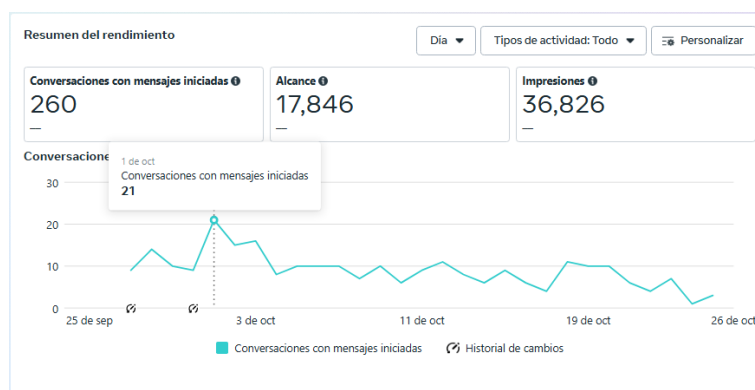 Resumen del rendimiento
Día
Tipos de actividad: Todo
Personalizar
Conversaciones con mensajes iniciadas
260
—
Alcance
17,846
—
Impresiones
36,826
—
Conversacione
1 de oct
Conversaciones con mensajes iniciadas
21
30
20
10
0
25 de sep
3 de oct
11 de oct
19 de oct
26 de oct
Conversaciones con mensajes iniciadas
Historial de cambios